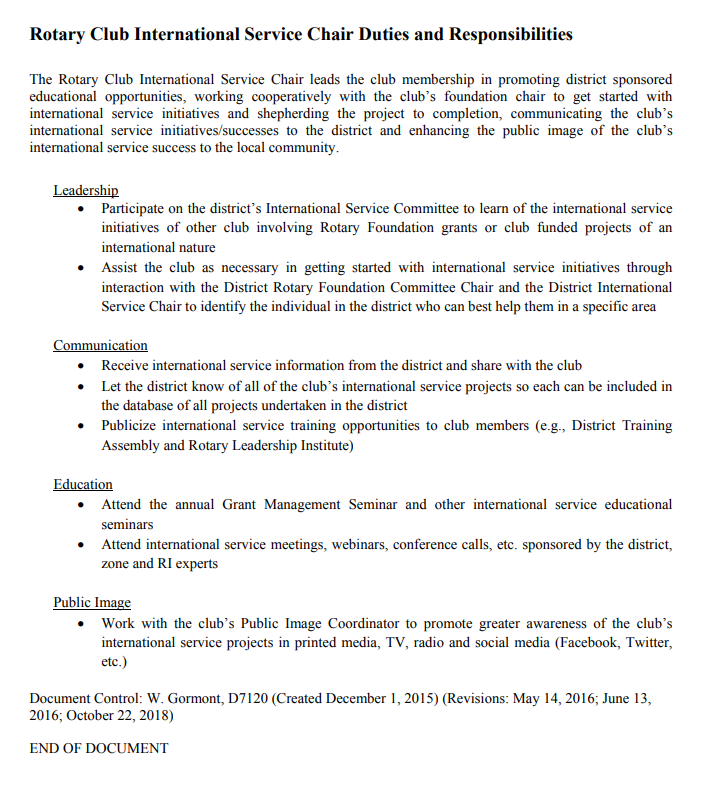 Rotary Club International Service Chair Duties and Responsibilities
The Rotary Club International Service Chair leads the club membership in promoting district sponsored
educational opportunities, working cooperatively with the club’s foundation chair to get started with
international service initiatives and shepherding the project to completion, communicating the club’s
international service initiatives/successes to the district and enhancing the public image of the club’s
international service success to the local community.
Leadership
• Participate on the district’s International Service Committee to learn of the international service
initiatives of other club involving Rotary Foundation grants or club funded projects of an
international nature
• Assist the club as necessary in getting started with international service initiatives through
interaction with the District Rotary Foundation Committee Chair and the District International
Service Chair to identify the individual in the district who can best help them in a specific area
Communication
• Receive international service information from the district and share with the club
• Let the district know of all of the club’s international service projects so each can be included in
the database of all projects undertaken in the district
• Publicize international service training opportunities to club members (e.g., District Training
Assembly and Rotary Leadership Institute)
Education
• Attend the annual Grant Management Seminar and other international service educational
seminars
• Attend international service meetings, webinars, conference calls, etc. sponsored by the district,
zone and RI experts
Public Image
• Work with the club’s Public Image Coordinator to promote greater awareness of the club’s
international service projects in printed media, TV, radio and social media (Facebook, Twitter,
etc.)
Document Control: W. Gormont, D7120 (Created December 1, 2015) (Revisions: May 14, 2016; June 13,
2016; October 22, 2018)
END OF DOCUMENT